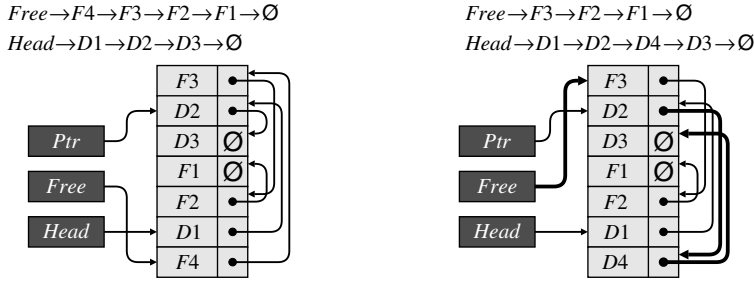 Free→F4→F3→F2→F1→Ø
Head→D1→D2→D3→Ø
F3
D2
Ptr
D3 Ø
F1 Ø
Free
F2
Head
D1
F4
Free→F3→F2→F1→Ø
Head→D1→D2→D4→D3→Ø
F3
D2
Ptr
D3 Ø
F1 Ø
Free
F2
Head
D1
D4